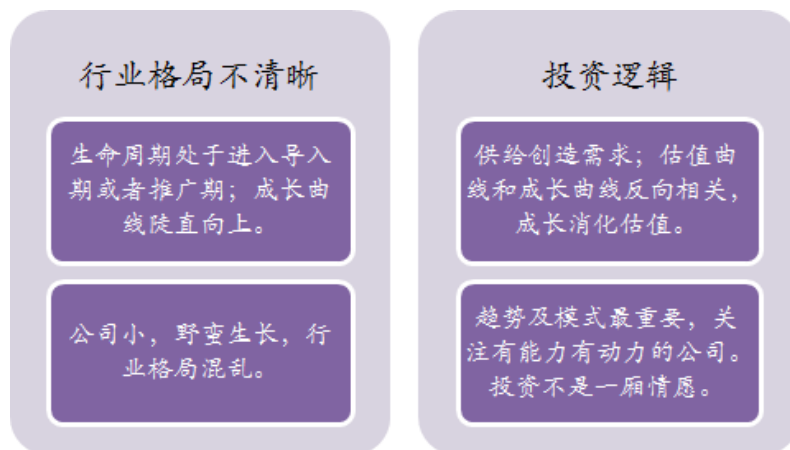 行业格局不清晰
生命周期处于进入导入
期或者推广期；成长曲
线陡直向上。
公司小，野蛮生长，行
业格局混乱。
投资逻辑
供给创造需求；估值曲
线和成长曲线反向相关，
成长消化估值。
趋势及模式最重要，关
注有能力有动力的公司。
投资不是一厢情愿。